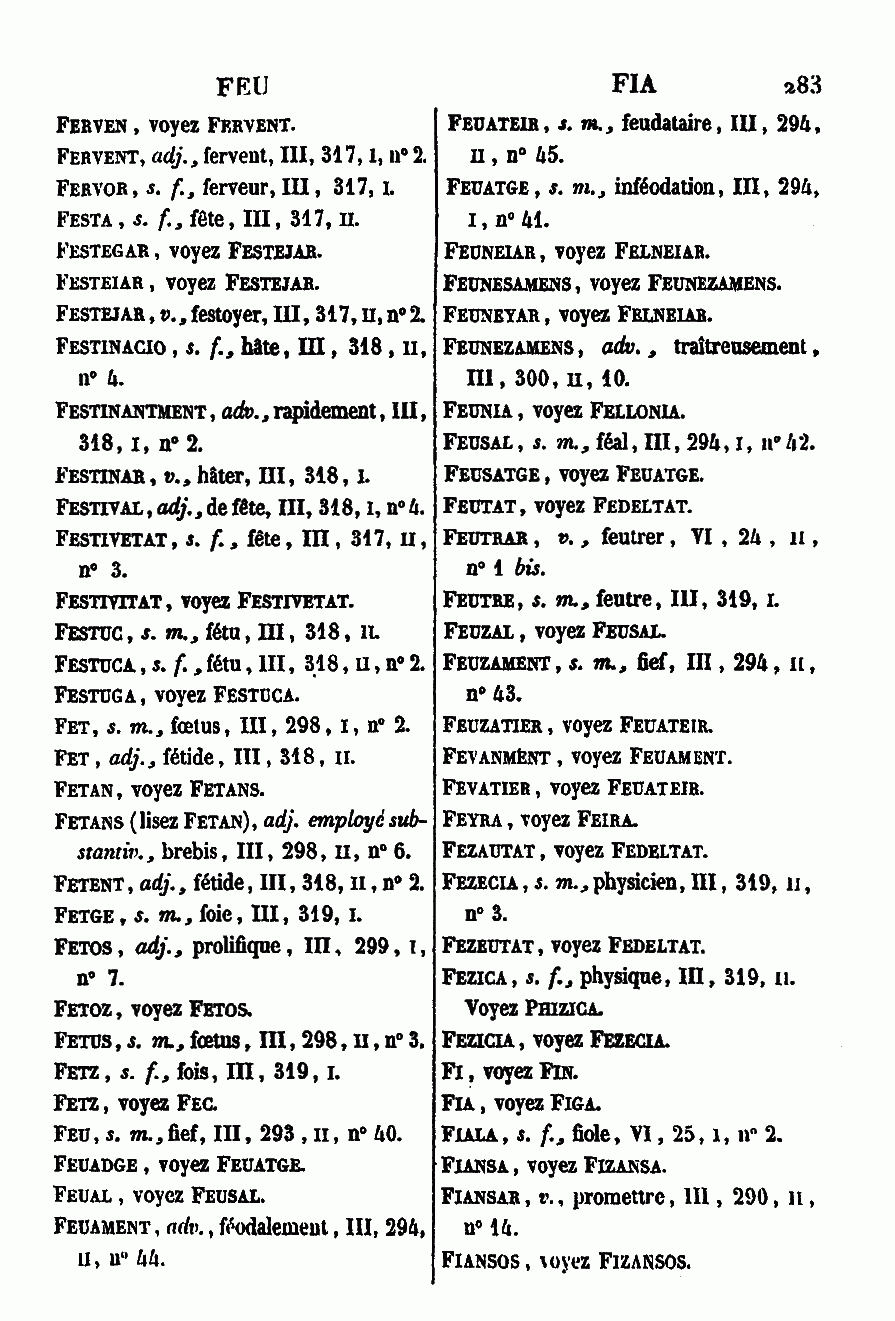 FEU
FIA 283
FERVEN, voyez FERVENT.
FERVENT, adj., fervent, III, 317, I, n° 2.
FERVOR, s. f., ferveur, III, 317, I.
FESTA, s. f., fête, III, 317, II.
FESTEGAR, voyez FESTEJAR.
FESTEIAR, voyez FESTEJAR.
FESTEJAR, v., festoyer, III, 317, II, n° 2.
FESTINACIO, s. f., hâte, III, 318, II,
n° 4.
FESTINANTMENT, adv., rapidement, III,
318, I, n° 2.
FESTINAR, v., hâter, III, 318, I.
FESTIVAL, adj., de fête, III, 318, I, n° 4.
FESTIVETAT, s. f., fête, III, 317, II,
n° 3.
FESTIVITAT, voyez FESTIVETAT.
FESTUC, s. m., fétu, III, 318, II.
FESTUCA, s. f., fétu, III, 318, II, n° 2.
FESTUGA, voyez FESTUCA.
FET, s. m., fœtus, III, 298, I, n° 2.
FET, adj., fétide, III, 318, II.
FETAN, voyez FETANS.
FETANS (lisez FETAN), adj. employé sub-
stantiv., brebis, III, 298, II, n° 6.
FETENT, adj., fétide, III, 318, II, n° 2.
FETGE, s. m., foie, III, 319, I.
FETOS, adj., prolifique, III, 299, I,
n° 7.
FETOZ, voyez FETOS.
FETUS, s. m., fœtus, III, 298, II, n° 3.
FETZ, s. f., fois, III, 319, I.
FETZ, voyez FEC.
FEU, s. m., fief, III, 293, II, n° 40.
FEUADGE, voyez FEUATGE.
FEUAL, voyez FEUSAL.
FEUAMENT, adv., féodalement, III, 294,
II, n° 44.
FEUATEIR, s. m., feudataire, III, 294,
II, n° 45.
FEUATGE, s. m., inféodation, III, 294,
I, n° 41.
FEUNEIAR, voyez FELNEIAR.
FEUNESAMENS, voyez FEUNEZAMENS.
FEUNEYAR, voyez FELNEIAR.
FEUNEZAMENS, adv., traîtreusement,
III, 300, II, 10.
FEUNIA, voyez FELLONIA.
FEUSAL, s. m., féal, III, 294, I, n° 42.
FEUSATGE, voyez FEUATGE.
FEUTAT, voyez FEDELTAT.
FEUTRAR, v., feutrer, VI, 24, II,
n° 1 bis.
FEUTRE, s. m., feutre, III, 319, I.
FEUZAL, voyez FEUSAL.
FEUZAMENT, s. m., fief, III, 294, II,
n° 43.
FEUZATIER, voyez FEUATEIR.
FEVANMENT, voyez FEUAMENT.
FEVATIER, voyez FEUATEIR.
FEYRA, voyez FEIRA.
FEZAUTAT, voyez FEDELTAT.
FEZECIA, s. m., physicien, III, 319, II,
n° 3.
FEZEUTAT, voyez FEDELTAT.
FEZICA, s. f., physique, III, 319, II.
Voyez PHIZICA.
FEZICIA, voyez FEZECIA.
FI, voyez FIN.
FIA, voyez FIGA.
FIALA, s. f., fiole, VI, 25, I, n° 2.
FIANSA, voyez FIZANSA.
FIANSAR, v., promettre, III, 290, II,
n° 14.
FIANSOS, voyez FIZANSOS.